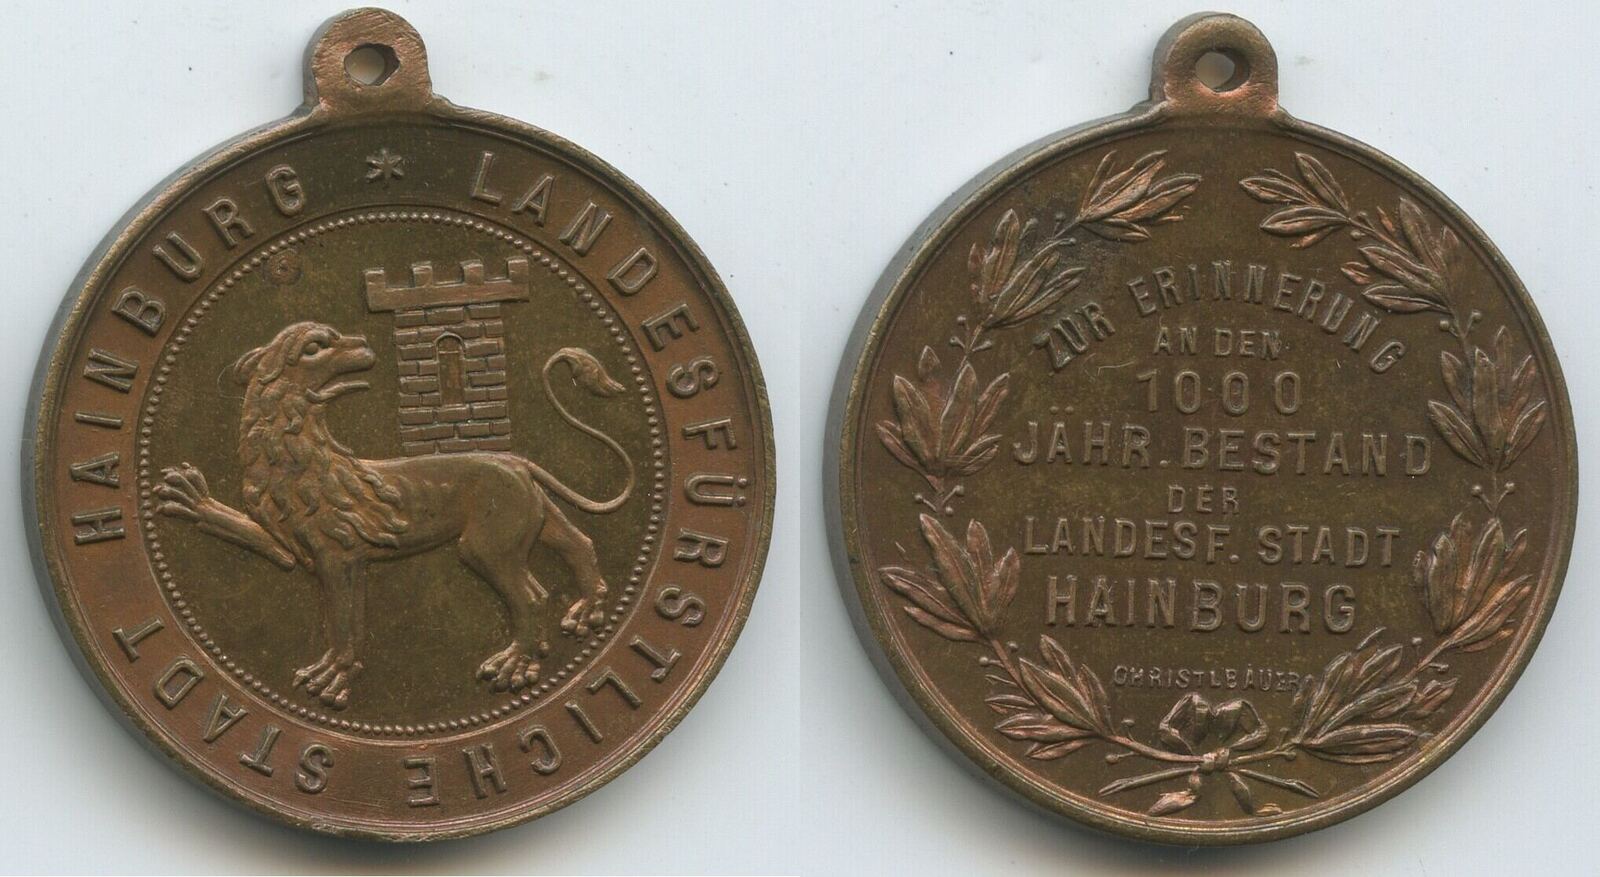 LANDESFÜRSTLICHE STADT HAINBURG *
ZUR ERINNERUNG
AN DEN
1000
JÄHR. BESTAND
DER
LANDESF. STADT
HAINBURG
CHRISTLBAUER